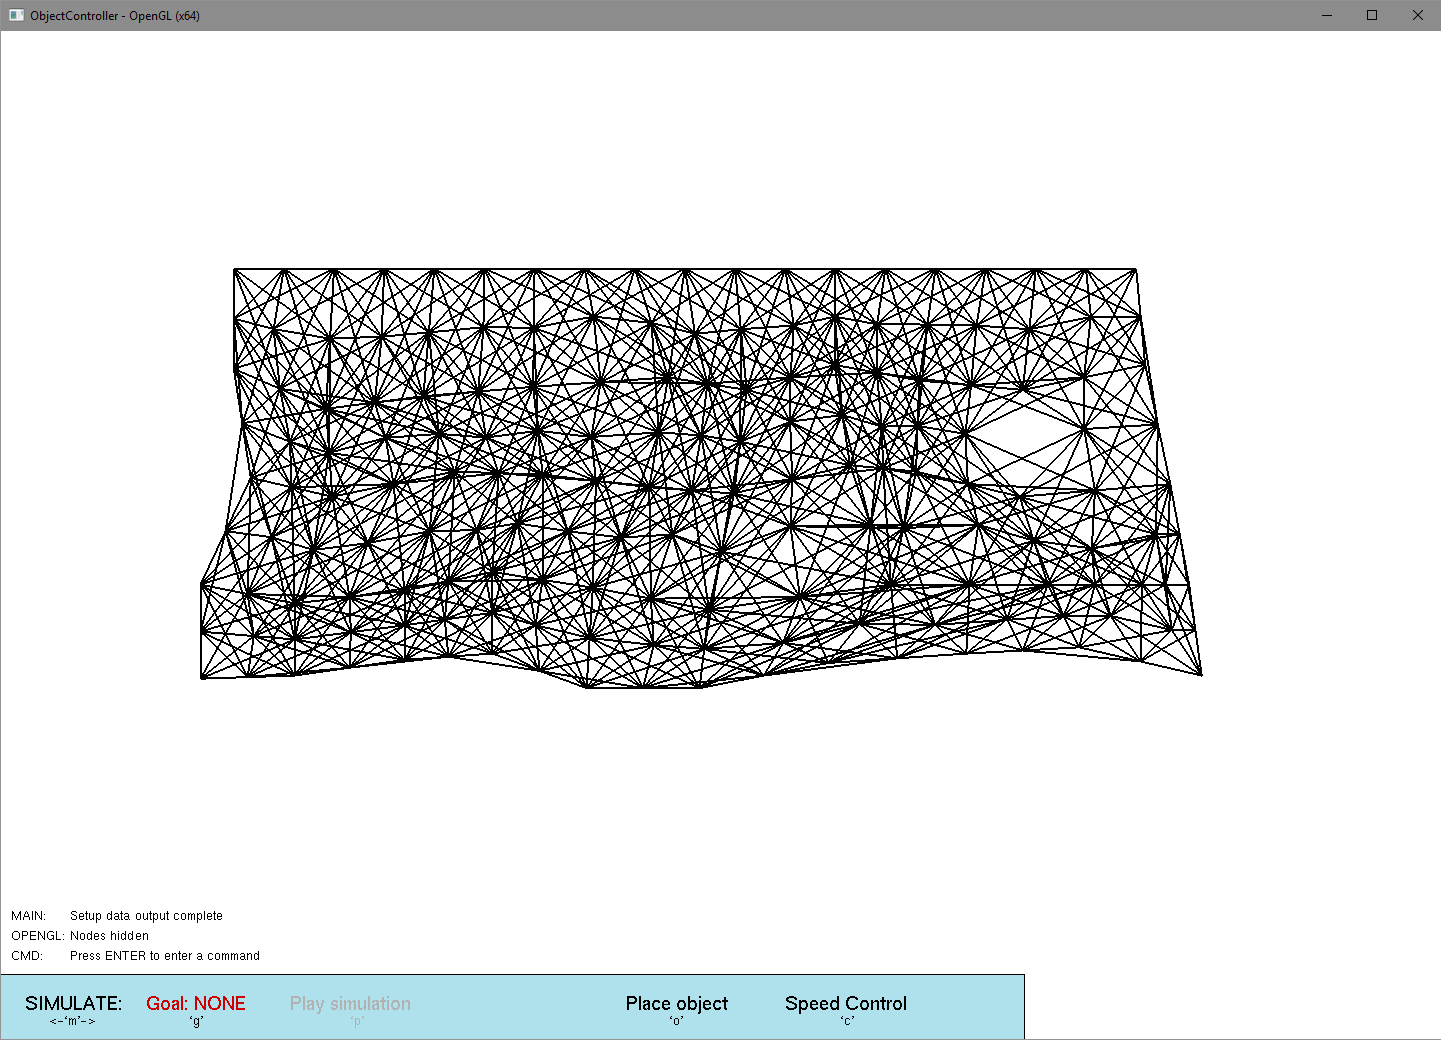 ObjectController - OpenGL (x64)
MAIN: Setup data output complete
OPENGL: Nodes hidden
CMD: Press ENTER to enter a command
SIMULATE: Goal: NONE Play simulation Place object Speed Control
<-‘m’-> ‘g’ ‘p’ ‘o’ ‘c’